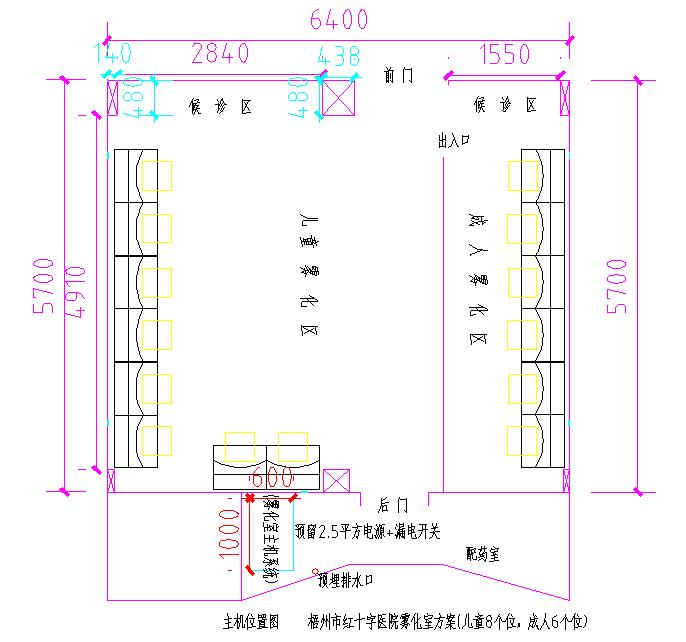 6400
140
2840
438
前门
1550
480
480
候诊区
候诊区
出入口
儿童雾化区
成人雾化区
5700
4910
5700
600
1000
(雾化室主机系统)
后门
预留2.5平方电源+漏电开关
配药室
预埋排水口
主机位置图
梧州市红十字医院雾化室方案(儿童8个位, 成人6个位)